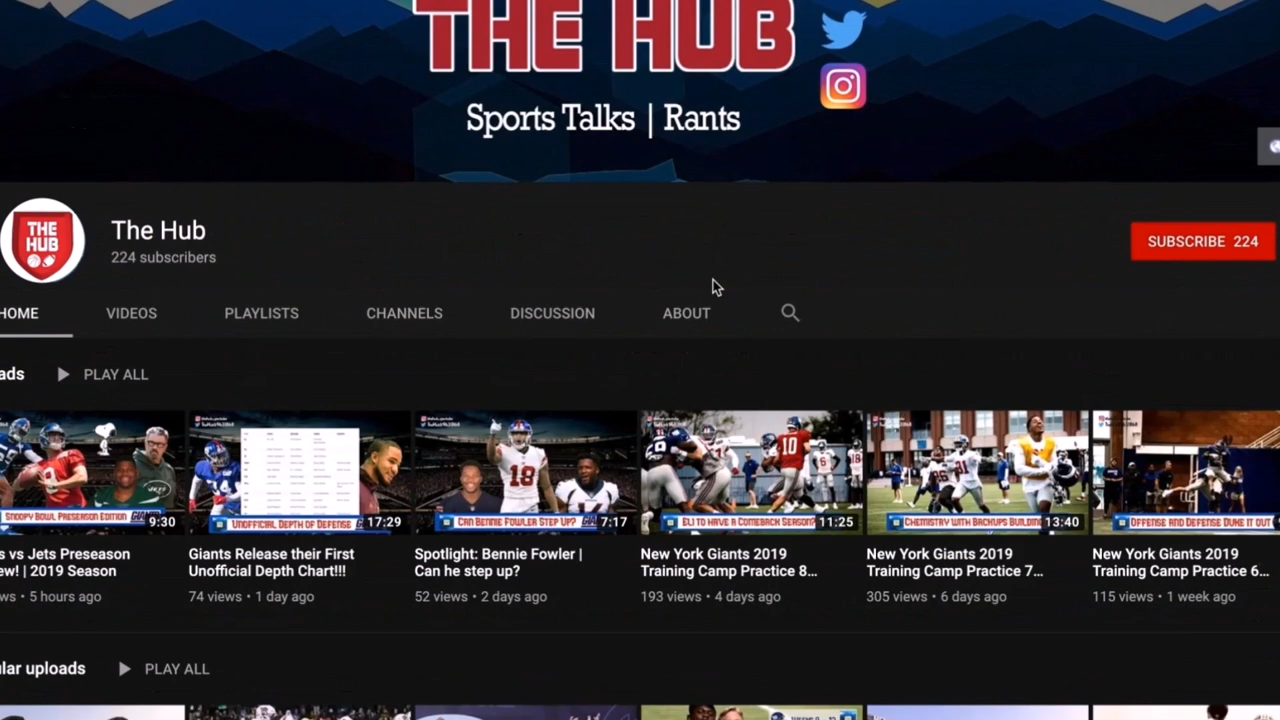 THE HUB
Sports Talks | Rants
THE
HUB
The Hub
224 subscribers
SUBSCRIBE 224
HOME
VIDEOS
PLAYLISTS
CHANNELS
DISCUSSION
ABOUT
ads
PLAY ALL
SNOOPY BOWL PRESEASON EDITION
9:30
UNOFFICIAL DEPTH OF DEFENSE
17:29
18
CAN BENNIE FOWLER STEP UP?
7:17
10
ELI TO HAVE A COMEBACK SEASON?
11:25
CHEMISTRY WITH BACKUPS BUILDING
13:40
OFFENSE AND DEFENSE DUKE IT OUT
s vs Jets Preseason
ew! | 2019 Season
ws • 5 hours ago
Giants Release their First
Unofficial Depth Chart!!!
74 views • 1 day ago
Spotlight: Bennie Fowler |
Can he step up?
52 views • 2 days ago
New York Giants 2019
Training Camp Practice 8...
193 views • 4 days ago
New York Giants 2019
Training Camp Practice 7...
305 views • 6 days ago
New York Giants 2019
Training Camp Practice 6...
115 views • 1 week ago
ular uploads
PLAY ALL